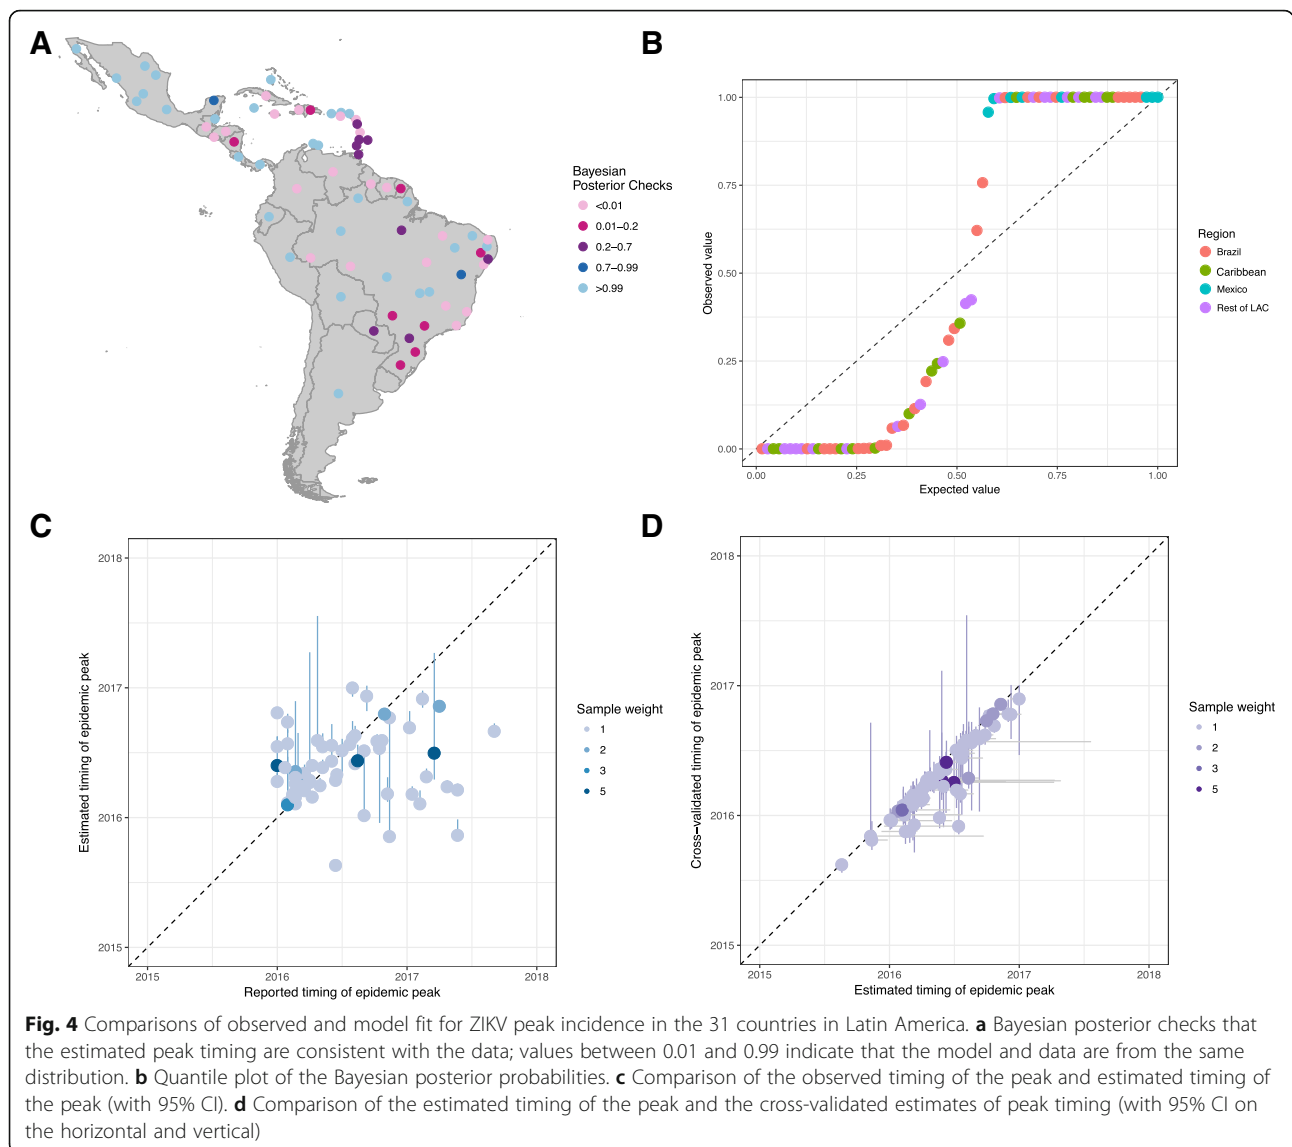 A
Bayesian
Posterior Checks
<0.01
0.01–0.2
0.2–0.7
0.7–0.99
>0.99
B
1.00
0.75
0.50
0.25
0.00
Observed value
0.00 0.25 0.50 0.75 1.00
Expected value
Region
Brazil
Caribbean
Mexico
Rest of LAC
C
2018
2017
2016
2015
Estimated timing of epidemic peak
2015 2016 2017 2018
Reported timing of epidemic peak
Sample weight
1
2
3
5
D
2018
2017
2016
2015
Cross−validated timing of epidemic peak
2015 2016 2017 2018
Estimated timing of epidemic peak
Sample weight
1
2
3
5
Fig. 4 Comparisons of observed and model fit for ZIKV peak incidence in the 31 countries in Latin America. a Bayesian posterior checks that
the estimated peak timing are consistent with the data; values between 0.01 and 0.99 indicate that the model and data are from the same
distribution. b Quantile plot of the Bayesian posterior probabilities. c Comparison of the observed timing of the peak and estimated timing of
the peak (with 95% CI). d Comparison of the estimated timing of the peak and the cross-validated estimates of peak timing (with 95% CI on
the horizontal and vertical)